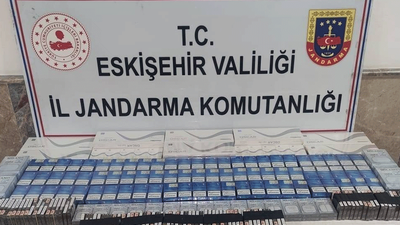 T.C.
ESKİŞEHİR VALİLİĞİ
İL JANDARMA KOMUTANLIĞI
JANDARMA